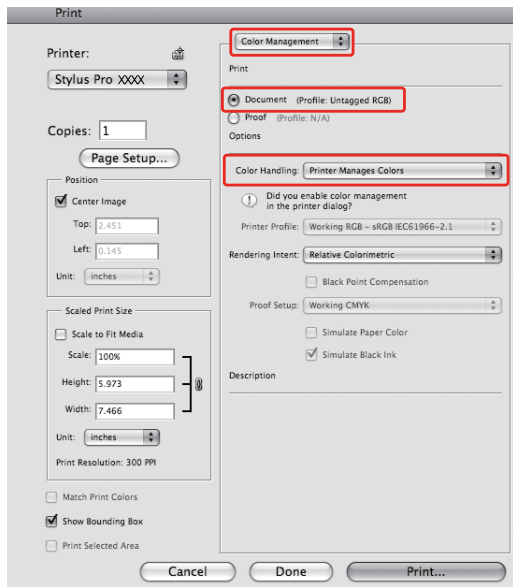 Print
Printer:
Stylus Pro XXXX
Copies: 1
Page Setup...
Position
Center Image
Top: 2.451
Left: 0.145
Unit: inches
Scaled Print Size
Scale to Fit Media
Scale: 100%
Height: 5.973
Width: 7.466
Unit: inches
Print Resolution: 300 PPI
Match Print Colors
Show Bounding Box
Print Selected Area
Color Management
Print
Document (Profile: Untagged RGB)
Proof (Profile: N/A)
Options
Color Handling: Printer Manages Colors
Did you enable color management
in the printer dialog?
Printer Profile: Working RGB - sRGB IEC61966-2.1
Rendering Intent: Relative Colorimetric
Black Point Compensation
Proof Setup: Working CMYK
Simulate Paper Color
Simulate Black Ink
Description
Cancel
Done
Print...